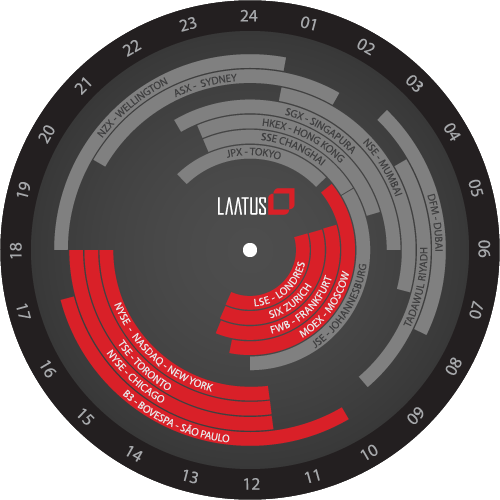 24
01
02
03
04
05
06
07
08
09
10
11
12
13
14
15
16
17
18
19
20
21
22
23
NZX - WELLINGTON
ASX - SYDNEY
SGX - SINGAPURA
HKEX - HONG KONG
SSE CHANGHAI
JPX - TOKYO
NSE - MUMBAI
DFM - DUBAI
TADAWUL RIYADH
LAATUS
LSE - LONDRES
SIX ZURICH
FWB - FRANKFURT
MOEX - MOSCOW
JSE - JOHANNESBURG
NYSE - NASDAQ - NEW YORK
TSE - TORONTO
NYSE - CHICAGO
B3 - BOVESPA - SÃO PAULO